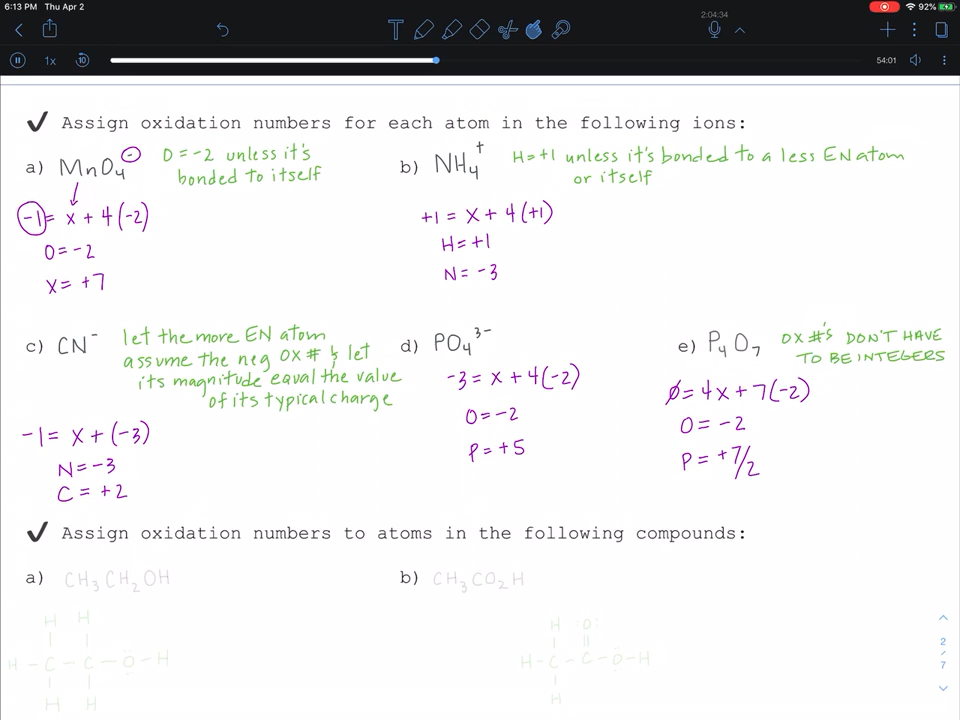 6:13 PM Thu Apr 2
92%
2:04:34
1x
10
54:01
✓ Assign oxidation numbers for each atom in the following ions:
a) MnO₄⁻
O = -2 unless it's
bonded to itself
-1 = x + 4(-2)
O = -2
x = +7
b) NH₄⁺
H = +1 unless it's bonded to a less EN atom
or itself
+1 = x + 4(+1)
H = +1
N = -3
c) CN⁻
let the more EN atom
assume the neg OX # & let
its magnitude equal the value
of its typical charge
-1 = x + (-3)
N = -3
C = +2
d) PO₄³⁻
-3 = x + 4(-2)
O = -2
P = +5
e) P₄O₇
OX #'s DON'T HAVE
TO BE INTEGERS
0 = 4x + 7(-2)
O = -2
P = +7/2
✓ Assign oxidation numbers to atoms in the following compounds:
a) CH₃CH₂OH
H H
H - C - C - O - H
H H
b) CH₃CO₂H
H :O:
H - C - C - O - H
H
2
/
7